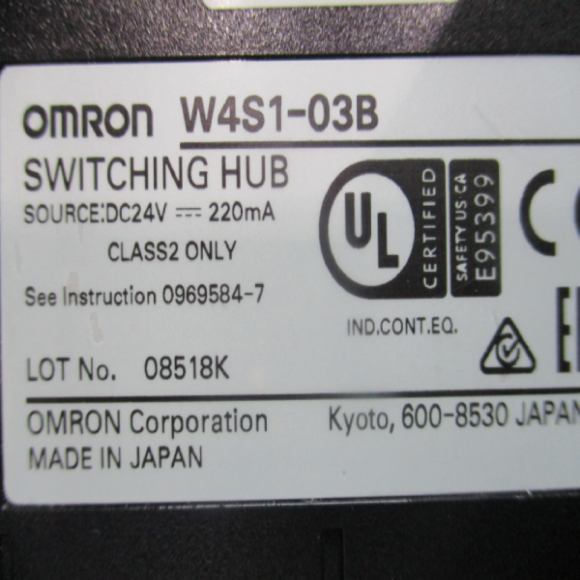 OMRON W4S1-03B
SWITCHING HUB
SOURCE:DC24V ⎓ 220mA
CLASS2 ONLY
See Instruction 0969584-7
LOT No. 08518K
UL
CERTIFIED
SAFETY US CA
E95399
IND.CONT.EQ.
CE
OMRON Corporation
Kyoto, 600-8530 JAPAN
MADE IN JAPAN